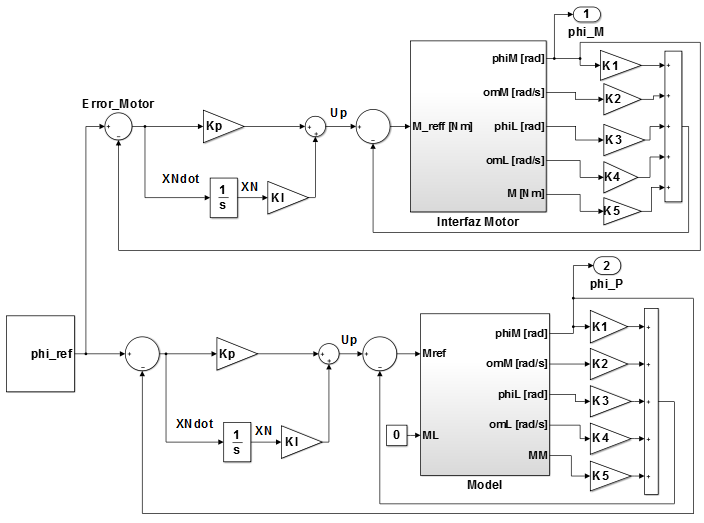 1
phi_M
Error_Motor
Kp
Up
XNdot
1
s
XN
KI
M_reff [Nm]
phiM [rad]
omM [rad/s]
phiL [rad]
omL [rad/s]
M [Nm]
Interfaz Motor
K1
K2
K3
K4
K5
2
phi_P
phi_ref
Kp
Up
XNdot
1
s
XN
KI
0
Mref
ML
phiM [rad]
omM [rad/s]
phiL [rad]
omL [rad/s]
MM
Model
K1
K2
K3
K4
K5